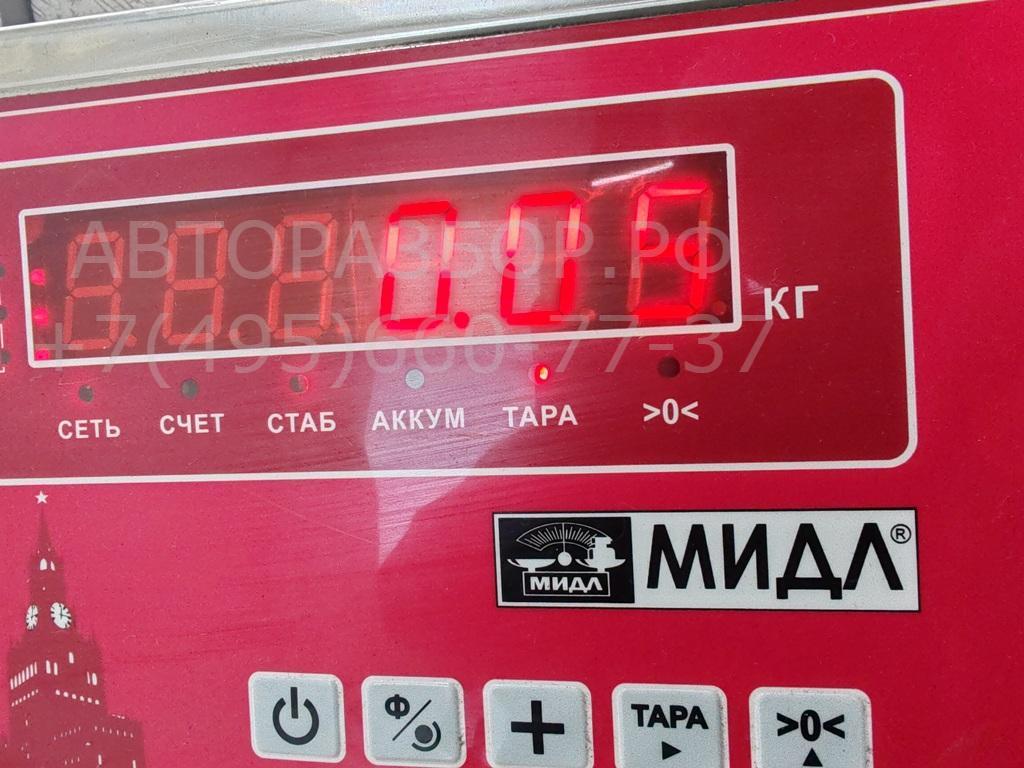 АВТОРАЗБОР.РФ
0.05
КГ
+7(495)660-77-37
СЕТЬ СЧЕТ СТАБ АККУМ ТАРА >0<
МИДЛ МИДЛ®
Ф ТАРА >0<